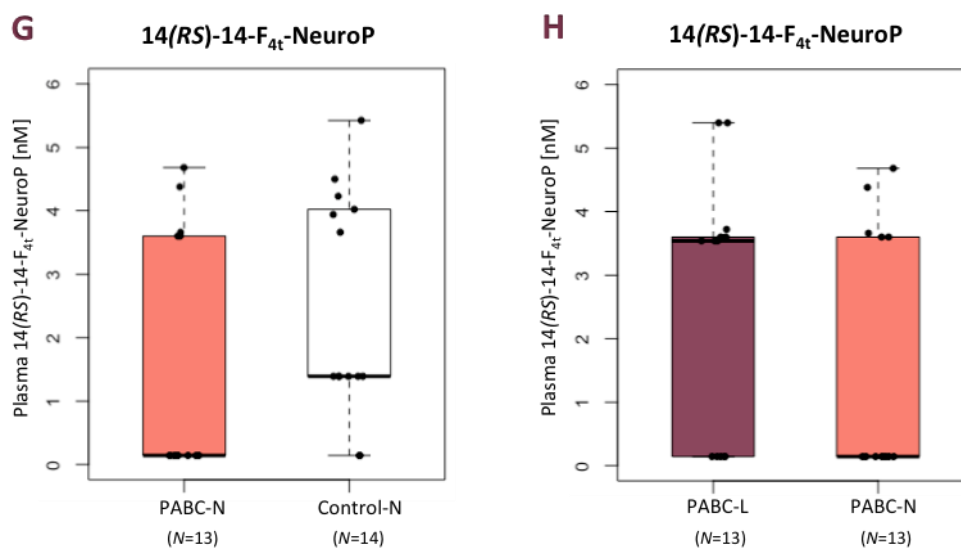 G
14(RS)-14-F4t-NeuroP
Plasma 14(RS)-14-F4t-NeuroP [nM]
6
5
4
3
2
1
0
PABC-N
Control-N
(N=13)
(N=14)
H
14(RS)-14-F4t-NeuroP
Plasma 14(RS)-14-F4t-NeuroP [nM]
6
5
4
3
2
1
0
PABC-L
PABC-N
(N=13)
(N=13)